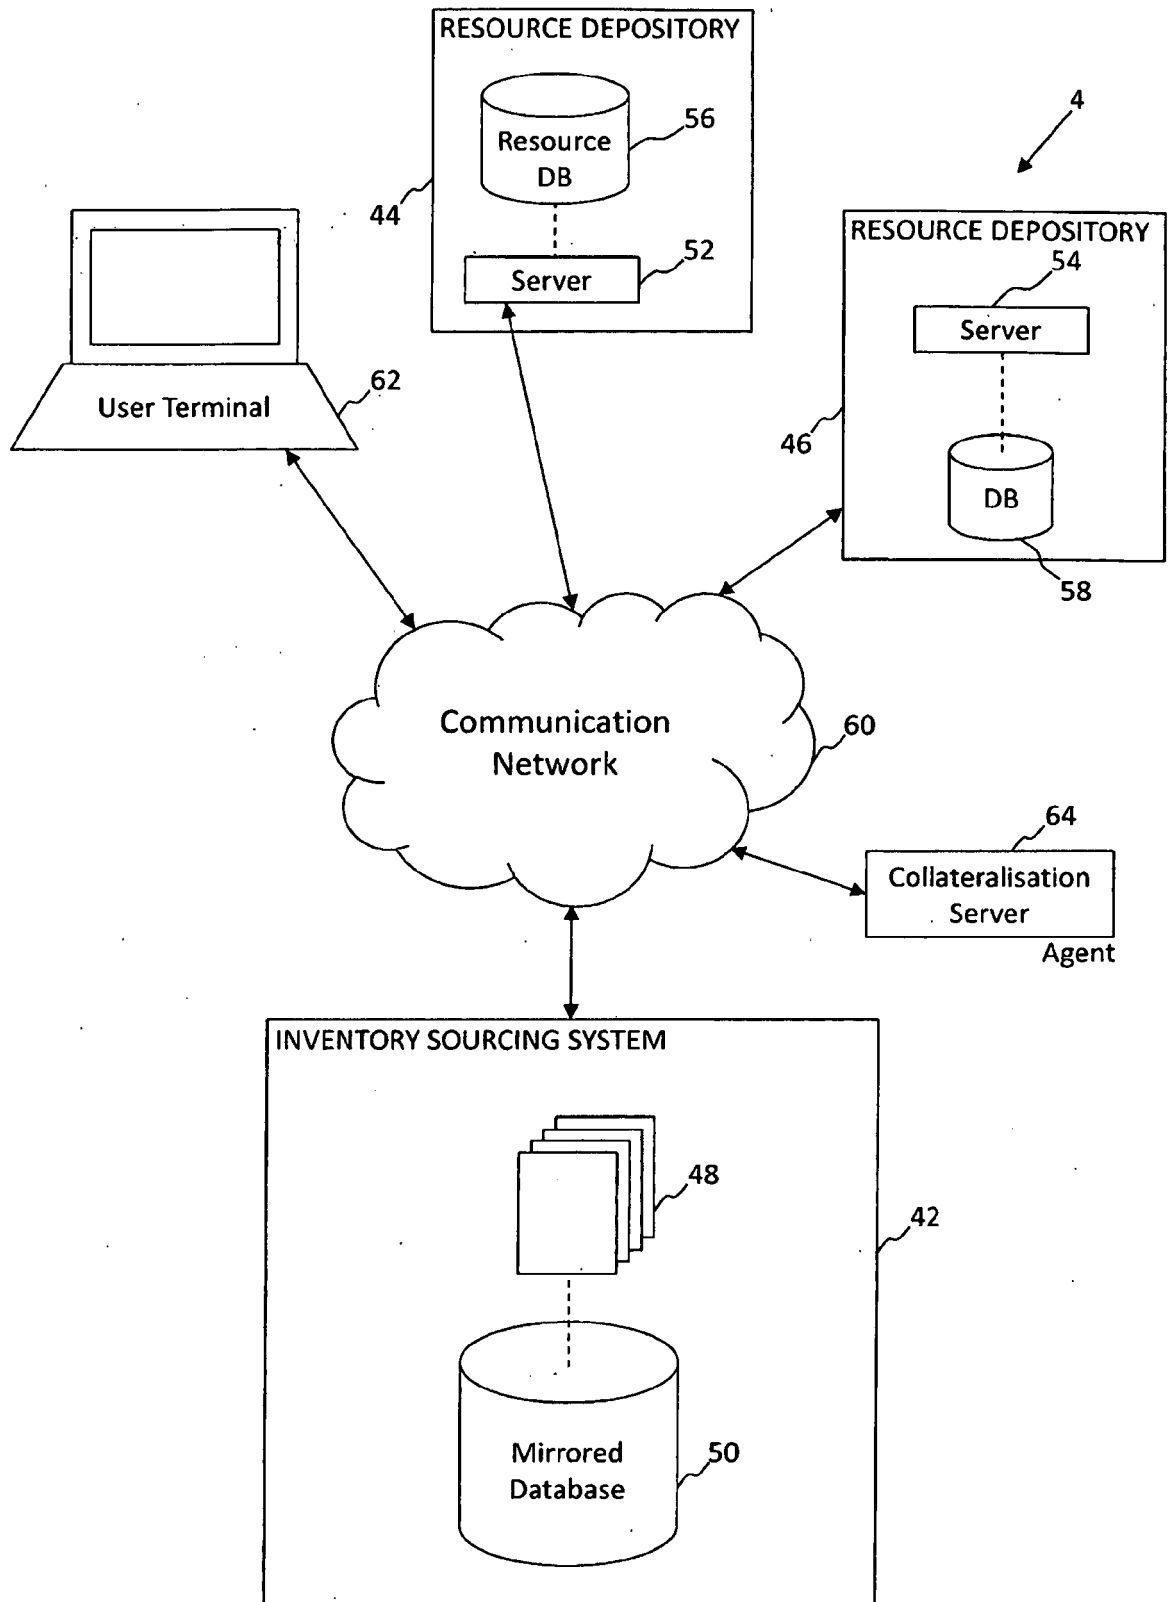 RESOURCE DEPOSITORY
56
Resource
DB
44
52
Server
4
RESOURCE DEPOSITORY
54
Server
46
DB
58
62
User Terminal
Communication
Network
60
64
Collateralisation
Server
Agent
INVENTORY SOURCING SYSTEM
48
42
Mirrored
Database
50